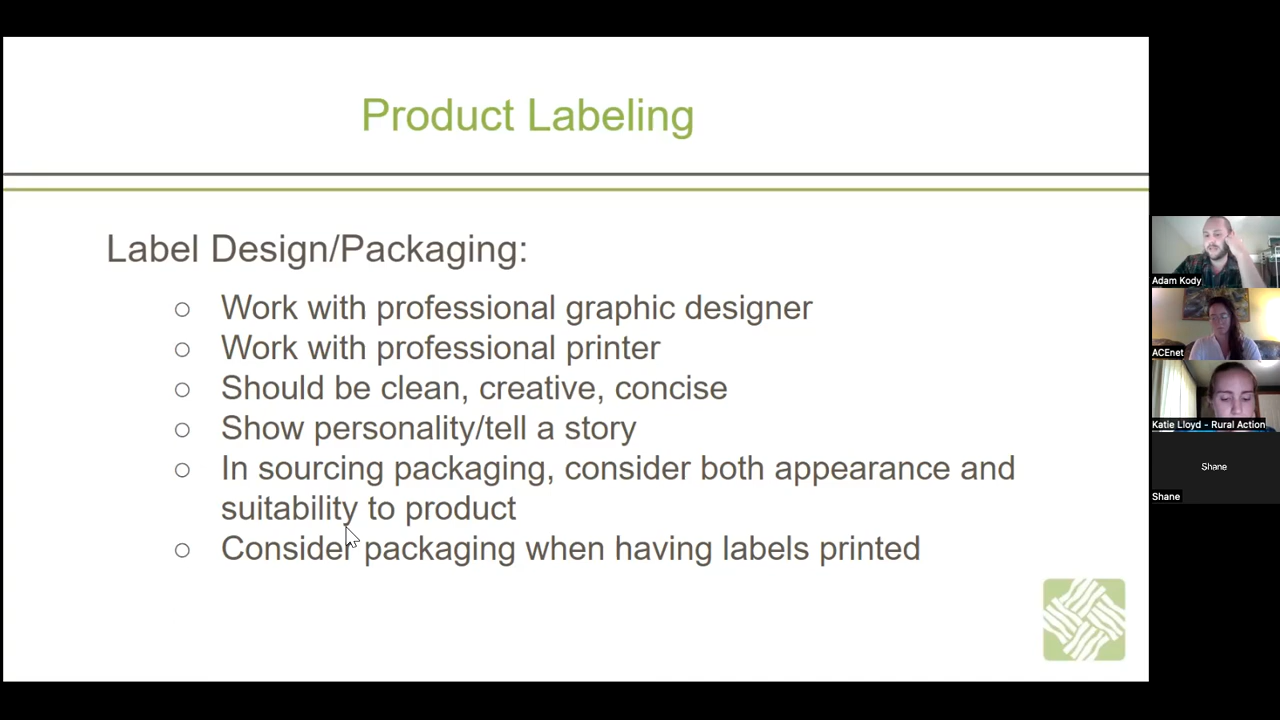 Product Labeling
Label Design/Packaging:
○ Work with professional graphic designer
○ Work with professional printer
○ Should be clean, creative, concise
○ Show personality/tell a story
○ In sourcing packaging, consider both appearance and
suitability to product
○ Consider packaging when having labels printed
Adam Kody
ACEnet
Katie Lloyd - Rural Action
Shane
Shane